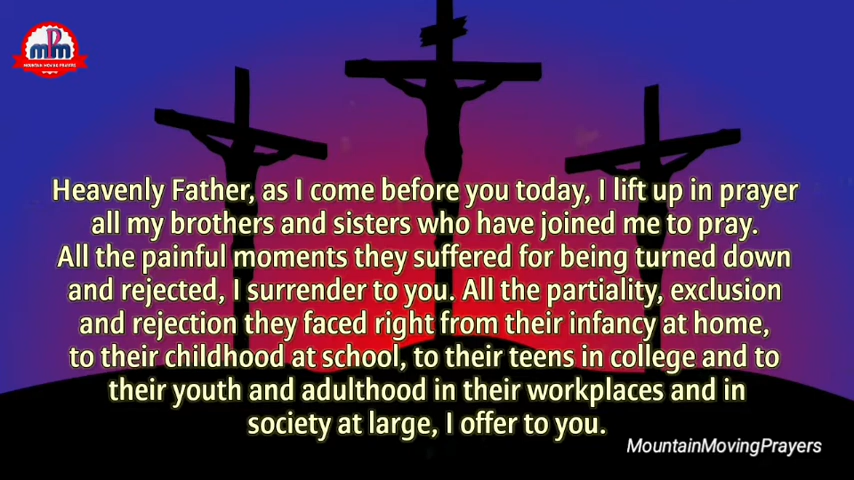 Heavenly Father, as I come before you today, I lift up in prayer
all my brothers and sisters who have joined me to pray.
All the painful moments they suffered for being turned down
and rejected, I surrender to you. All the partiality, exclusion
and rejection they faced right from their infancy at home,
to their childhood at school, to their teens in college and to
their youth and adulthood in their workplaces and in
society at large, I offer to you.
MountainMovingPrayers